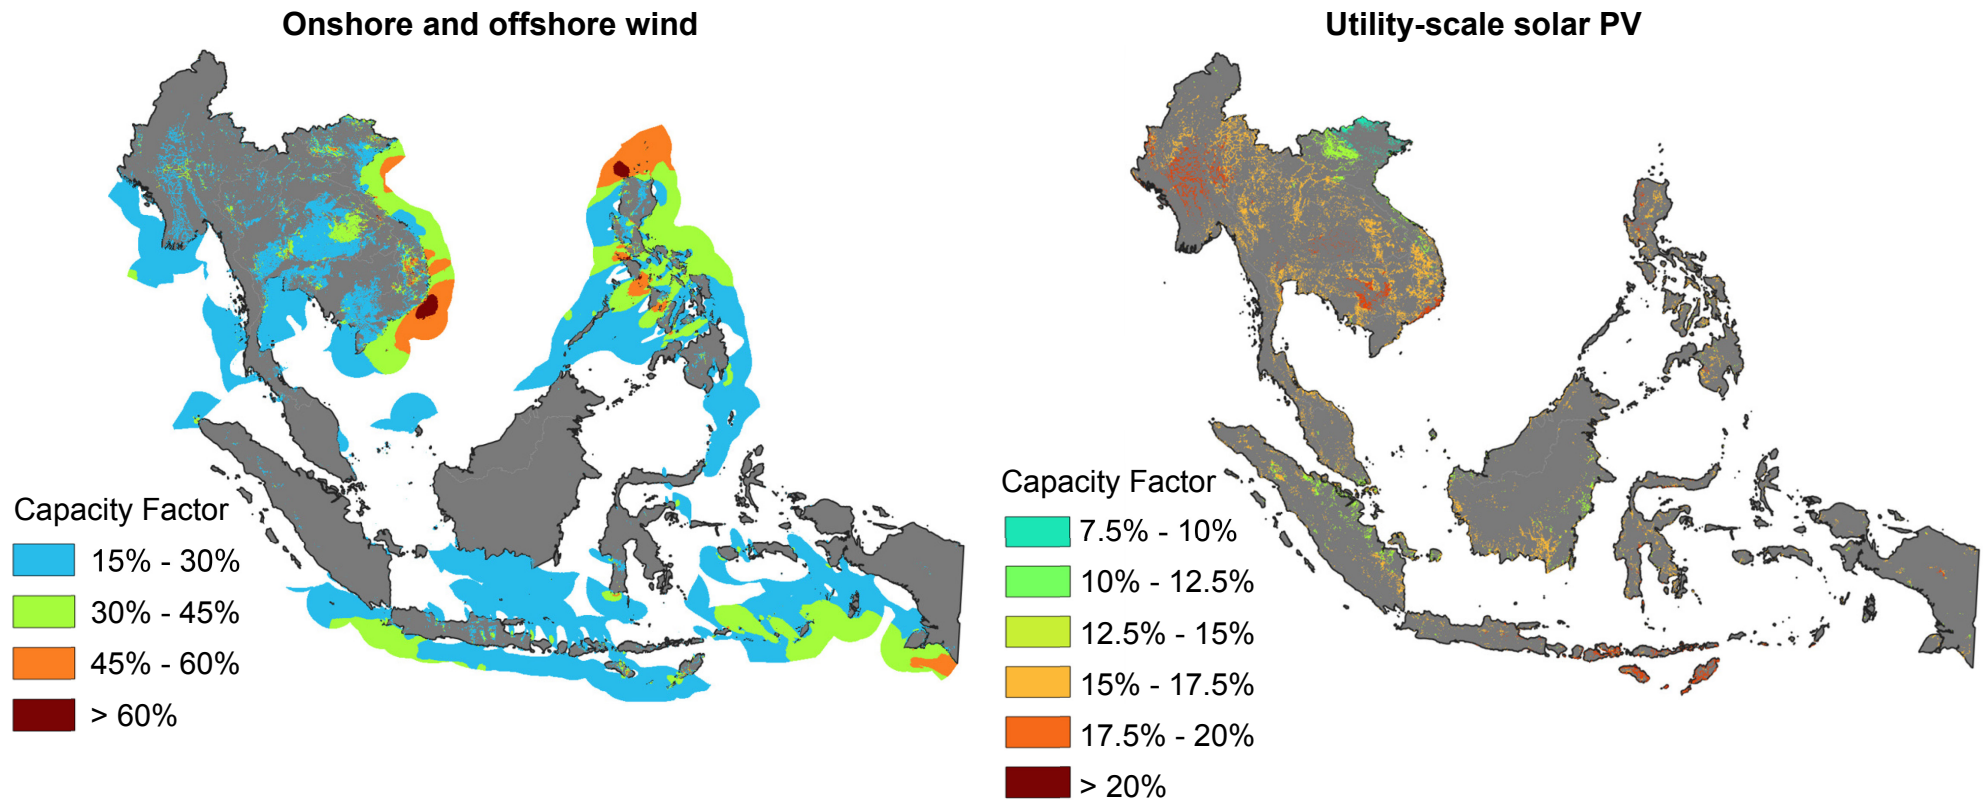 Onshore and offshore wind
Utility-scale solar PV
Capacity Factor
15% - 30%
30% - 45%
45% - 60%
> 60%
Capacity Factor
7.5% - 10%
10% - 12.5%
12.5% - 15%
15% - 17.5%
17.5% - 20%
> 20%